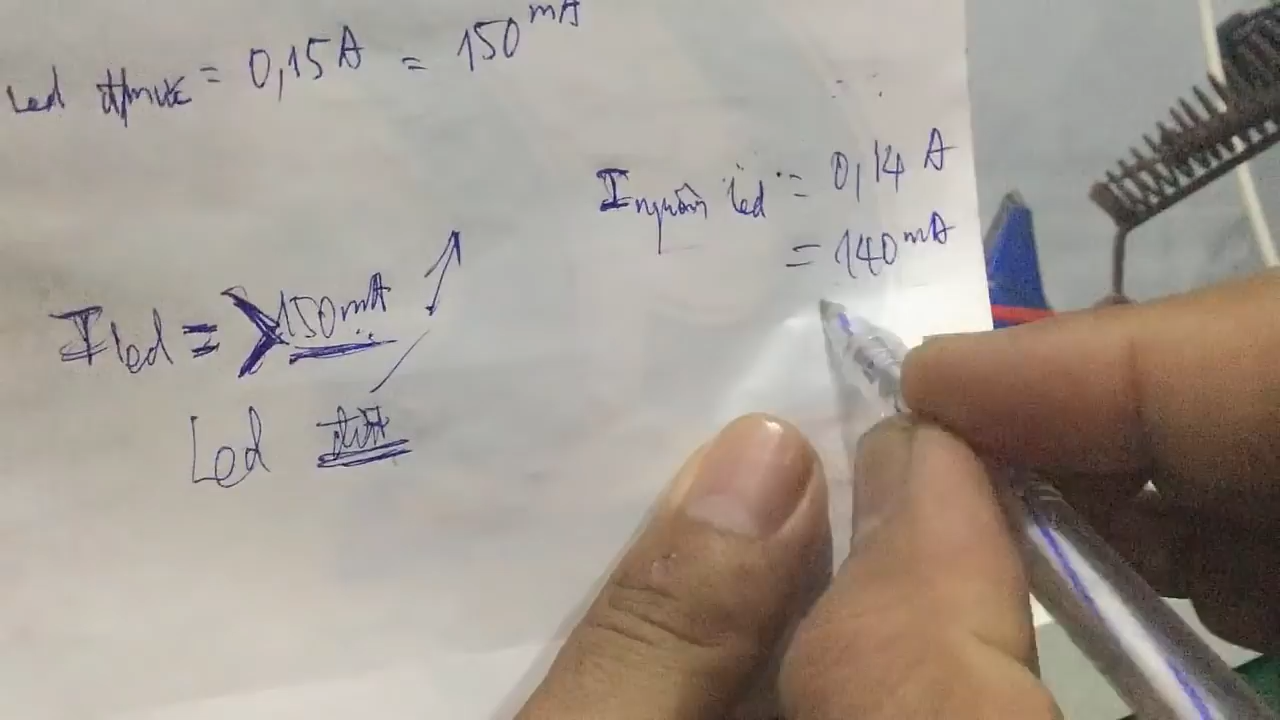 Led định mức = 0,15A = 150mA
I nguồn led = 0,14 A
= 140mA
I led = > 150mA
Led đứt